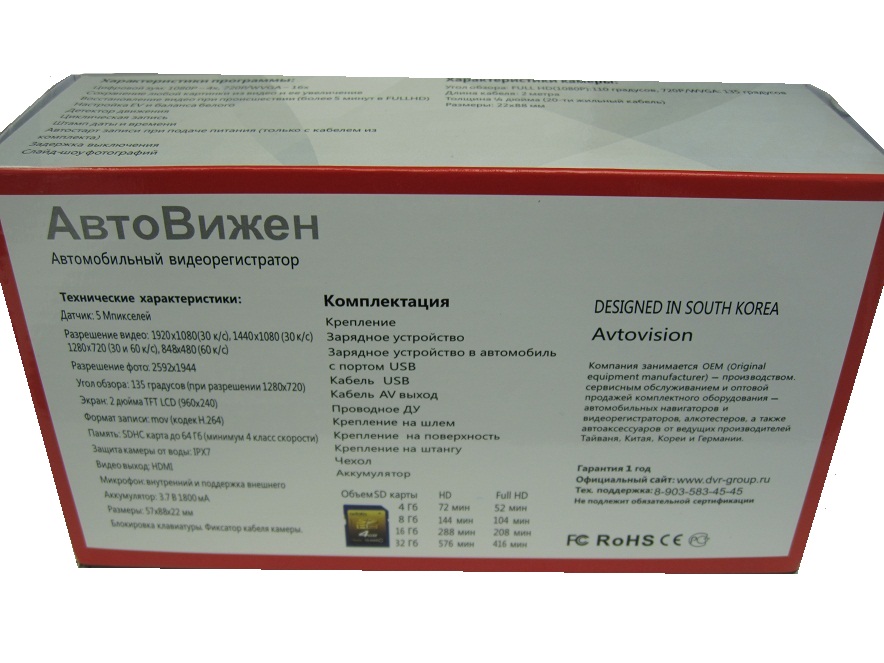 Характеристики программы:
Цифровой зум 1080P - 4x, 720P/WVGA - 16x
Сохранение любой картинки из видео и ее увеличение
Восстановление видео при происшествии (более 5 минут в FULLHD)
Настройка EV и баланса белого
Детектор движения
Циклическая запись
Штамп даты и времени
Автостарт записи при подаче питания (только с кабелем из
комплекта)
Задержка выключения
Слайд-шоу фотографий
Характеристики камеры:
Угол обзора: FULL HD(1080P):110 градусов, 720P/WVGA: 135 градусов
Длина кабеля: 2 метра
Толщина ¼ дюйма (20-ти жильный кабель)
Размеры: 22x88 мм
АвтоВижен
Автомобильный видеорегистратор
Технические характеристики:
Датчик: 5 Мпикселей
Разрешение видео: 1920x1080(30 к/с), 1440x1080 (30 к/с)
1280x720 (30 и 60 к/с), 848x480 (60 к/с)
Разрешение фото: 2592x1944
Угол обзора: 135 градусов (при разрешении 1280x720)
Экран: 2 дюйма TFT LCD (960x240)
Формат записи: mov (кодек H.264)
Память: SDHC карта до 64 Гб (минимум 4 класс скорости)
Защита камеры от воды: IPX7
Видео выход: HDMI
Микрофон: внутренний и поддержка внешнего
Аккумулятор: 3.7 В 1800 мА
Размеры: 57x88x22 мм
Блокировка клавиатуры. Фиксатор кабеля камеры.
Комплектация
Крепление
Зарядное устройство
Зарядное устройство в автомобиль
с портом USB
Кабель USB
Кабель AV выход
Проводное ДУ
Крепление на шлем
Крепление на поверхность
Крепление на штангу
Чехол
Аккумулятор
Объем SD карты HD Full HD
4 Гб 72 мин 52 мин
8 Гб 144 мин 104 мин
16 Гб 288 мин 208 мин
32 Гб 576 мин 416 мин
4
DESIGNED IN SOUTH KOREA
Avtovision
Компания занимается OEM (Original
equipment manufacturer) — производством.
сервисным обслуживанием и оптовой
продажей комплектного оборудования —
автомобильных навигаторов и
видеорегистраторов, алкотестеров, а также
автоаксессуаров от ведущих производителей
Тайваня, Китая, Кореи и Германии.
Гарантия 1 год
Официальный сайт: www.dvr-group.ru
Тех. поддержка: 8-903-583-45-45
Не подлежит обязательной сертификации
FC RoHS CE